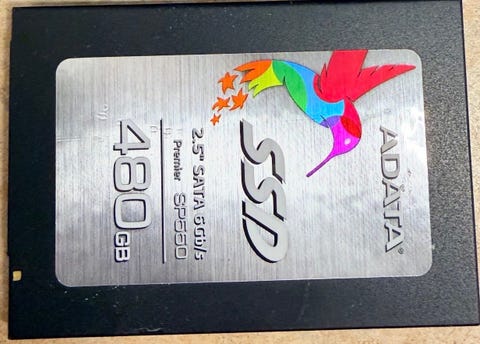 ADATA®
SSD
2.5" SATA 6Gb/s
Premier SP550
480GB